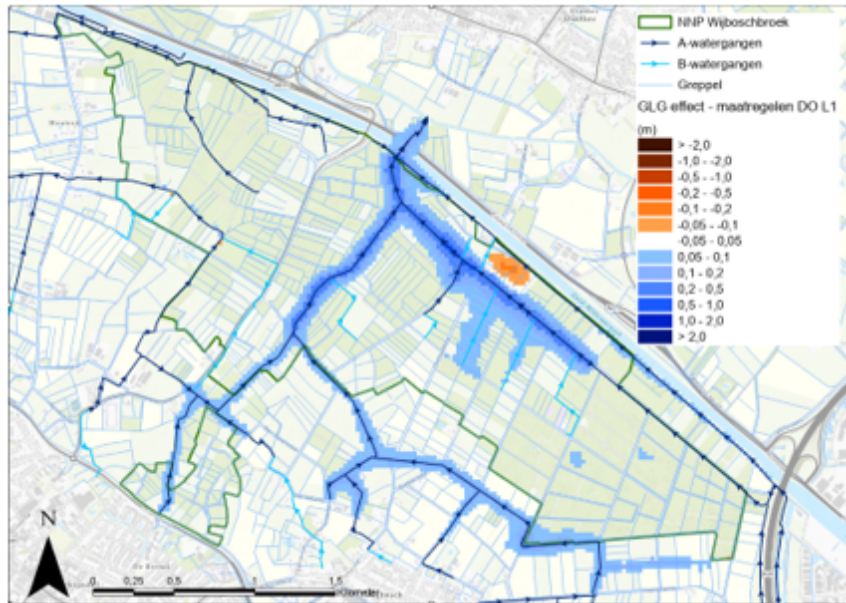 NNP Wijboschbroek
A-watergangen
B-watergangen
Greppel
GLG effect - maatregelen DO L1
(m)
> -2,0
-1,0 - -2,0
-0,5 - -1,0
-0,2 - -0,5
-0,1 - -0,2
-0,05 - -0,1
-0,05 - 0,05
0,05 - 0,1
0,1 - 0,2
0,2 - 0,5
0,5 - 1,0
1,0 - 2,0
> 2,0
N
0 0,25 0,5 1 1,5
Kilometer